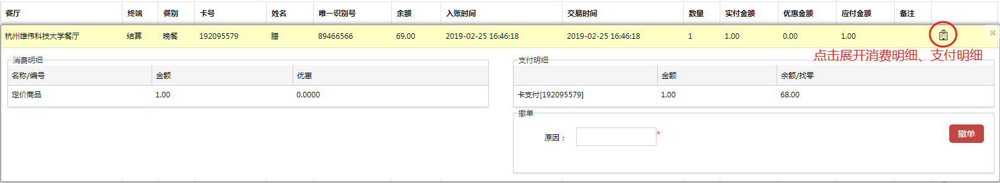 餐厅 终端 餐别 卡号 姓名 唯一识别号 余额 入账时间 交易时间 数量 实付金额 优惠金额 应付金额 备注
杭州雄伟科技大学餐厅 结算 晚餐 192095579 腊 89466566 69.00 2019-02-25 16:46:18 2019-02-25 16:46:18 1 1.00 0.00 1.00
点击展开消费明细、支付明细
消费明细
名称/编号 金额 优惠
定价商品 1.00 0.0000
支付明细
金额 余额/找零
卡支付[192095579] 1.00 68.00
撤单
原因： * 撤单